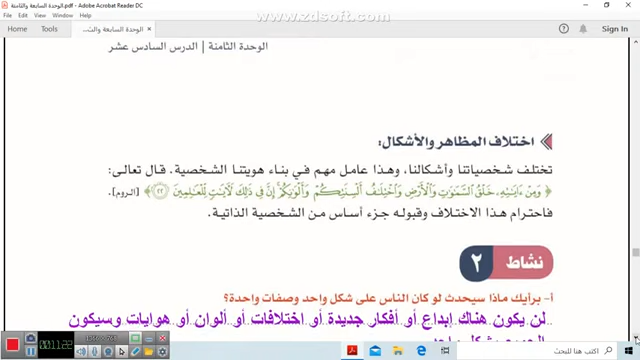 الوحدة السابعة والثامنة.pdf - Adobe Acrobat Reader DC
www.zdsoft.com
File Edit View Window Help
Home Tools الوحدة السابعة والث... Sign In
الوحدة الثامنة | الدرس السادس عشر
اختلاف المظاهر والأشكال:
تختلف شخصياتنا وأشكالنا، وهذا عامل مهم في بناء هويتنا الشخصية. قال تعالى:
﴿ وَمِنْ ءَايَٰتِهِۦ خَلْقُ ٱلسَّمَٰوَٰتِ وَٱلْأَرْضِ وَٱخْتِلَٰفُ أَلْسِنَتِكُمْ وَأَلْوَٰنِكُمْ إِنَّ فِى ذَٰلِكَ لَءَايَٰتٍ لِّلْعَٰلِمِينَ ٢٢ ﴾ [الروم].
فاحترام هذا الاختلاف وقبوله جزء أساس من الشخصية الذاتية.
نشاط ٢
أ- برأيك ماذا سيحدث لو كان الناس على شكل واحد وصفات واحدة؟
لن يكون هناك إبداع أو أفكار جديدة أو اختلافات أو ألوان أو هوايات وسيكون
اكتب هنا للبحث